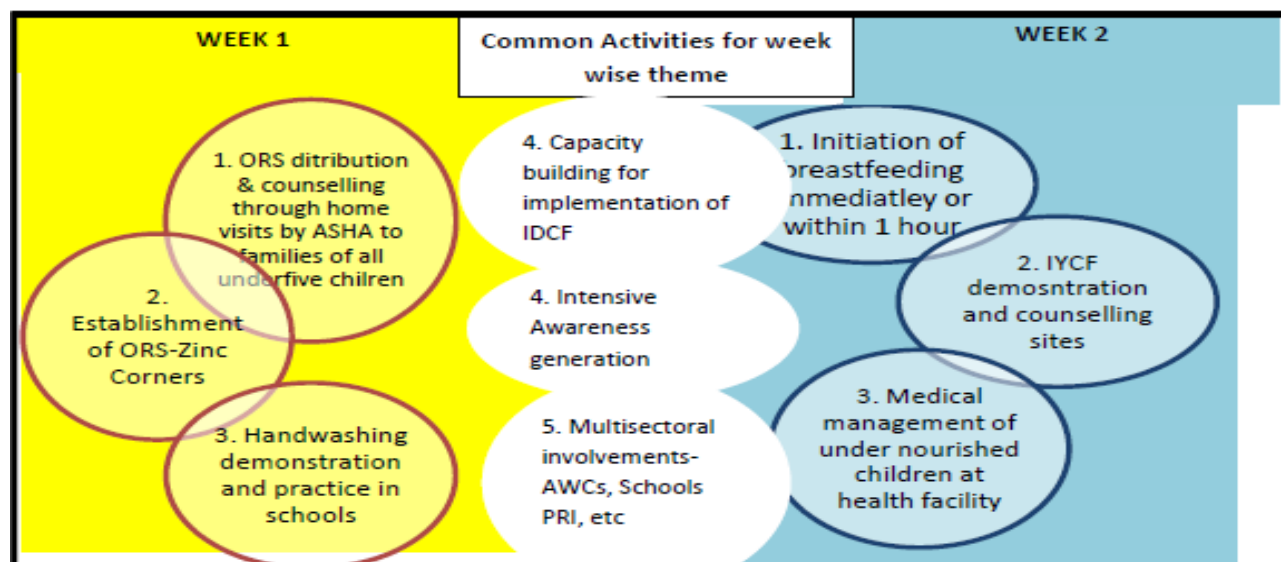 WEEK 1
Common Activities for week
wise theme
WEEK 2
1. ORS ditribution
& counselling
through home
visits by ASHA to
families of all
underfive chilren
2.
Establishment
of ORS-Zinc
Corners
3. Handwashing
demonstration
and practice in
schools
4. Capacity
building for
implementation of
IDCF
4. Intensive
Awareness
generation
5. Multisectoral
involvements-
AWCs, Schools
PRI, etc
1. Initiation of
breastfeeding
immediatley or
within 1 hour
2. IYCF
demosntration
and counselling
sites
3. Medical
management of
under nourished
children at
health facility